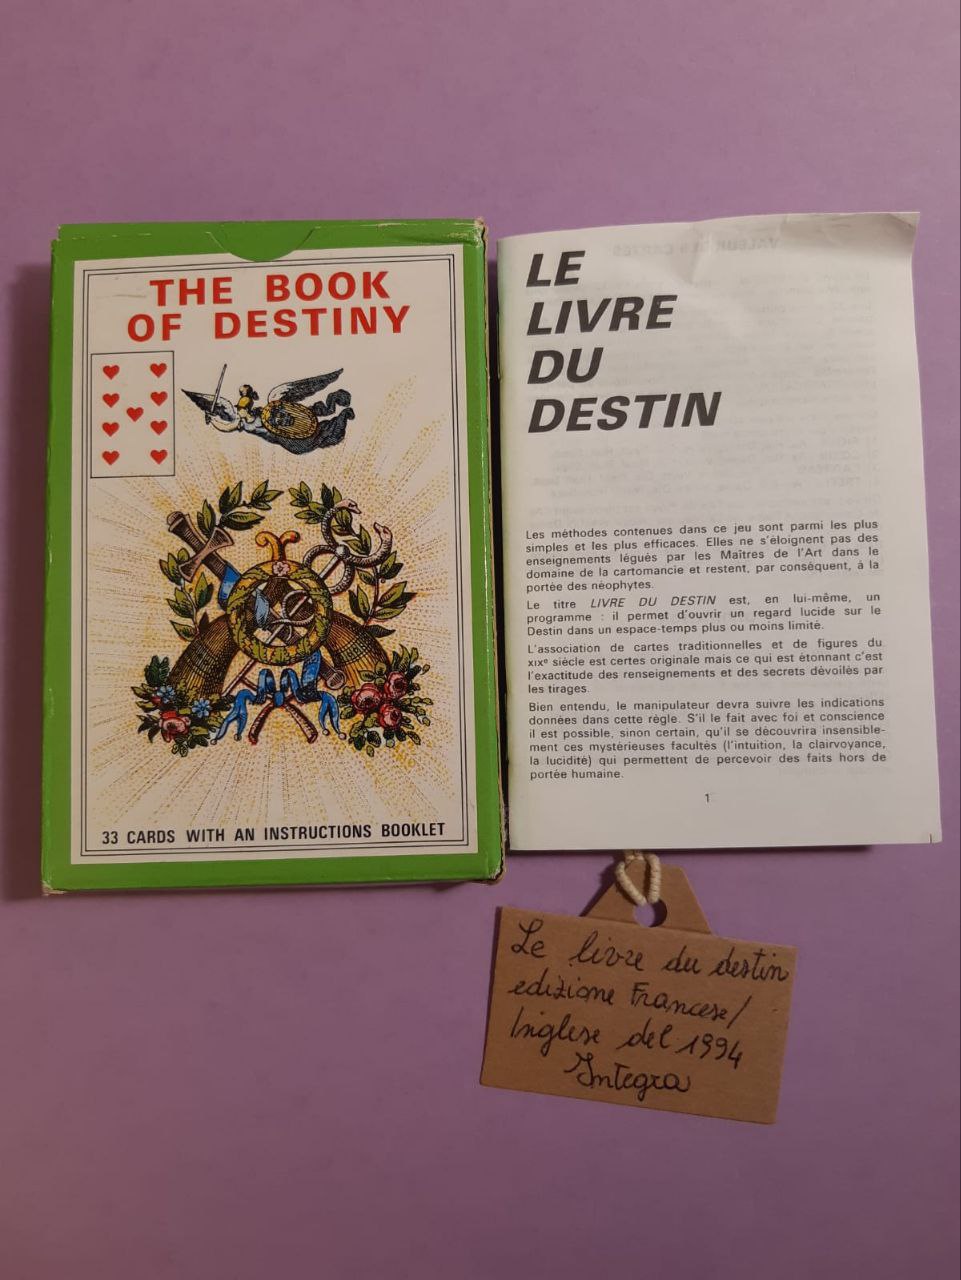 THE BOOK
OF DESTINY
33 CARDS WITH AN INSTRUCTIONS BOOKLET
LE
LIVRE
DU
DESTIN
Les méthodes contenues dans ce jeu sont parmi les plus
simples et les plus efficaces. Elles ne s'éloignent pas des
enseignements légués par les Maîtres de l'Art dans le
domaine de la cartomancie et restent, par conséquent, à la
portée des néophytes.
Le titre LIVRE DU DESTIN est, en lui-même, un
programme : il permet d'ouvrir un regard lucide sur le
Destin dans un espace-temps plus ou moins limité.
L'association de cartes traditionnelles et de figures du
XIXe siècle est certes originale mais ce qui est étonnant c'est
l'exactitude des renseignements et des secrets dévoilés par
les tirages.
Bien entendu, le manipulateur devra suivre les indications
données dans cette règle. S'il le fait avec foi et conscience
il est possible, sinon certain, qu'il se découvrira insensible-
ment ces mystérieuses facultés (l'intuition, la clairvoyance,
la lucidité) qui permettent de percevoir des faits hors de
portée humaine.
1
Le livre du destin
edizione Francese/
Inglese del 1994
Integra